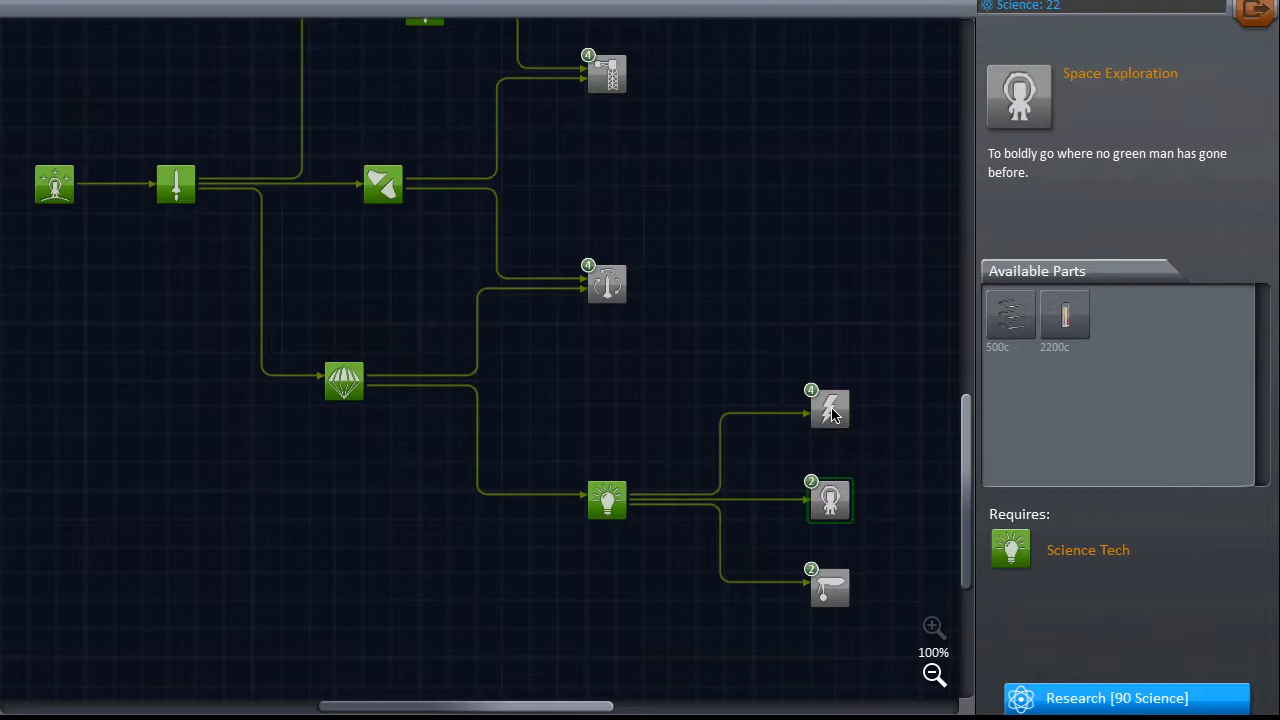 Science: 22
Space Exploration
To boldly go where no green man has gone
before.
4
4
Available Parts
500c
2200c
4
2
Requires:
Science Tech
2
100%
Research [90 Science]